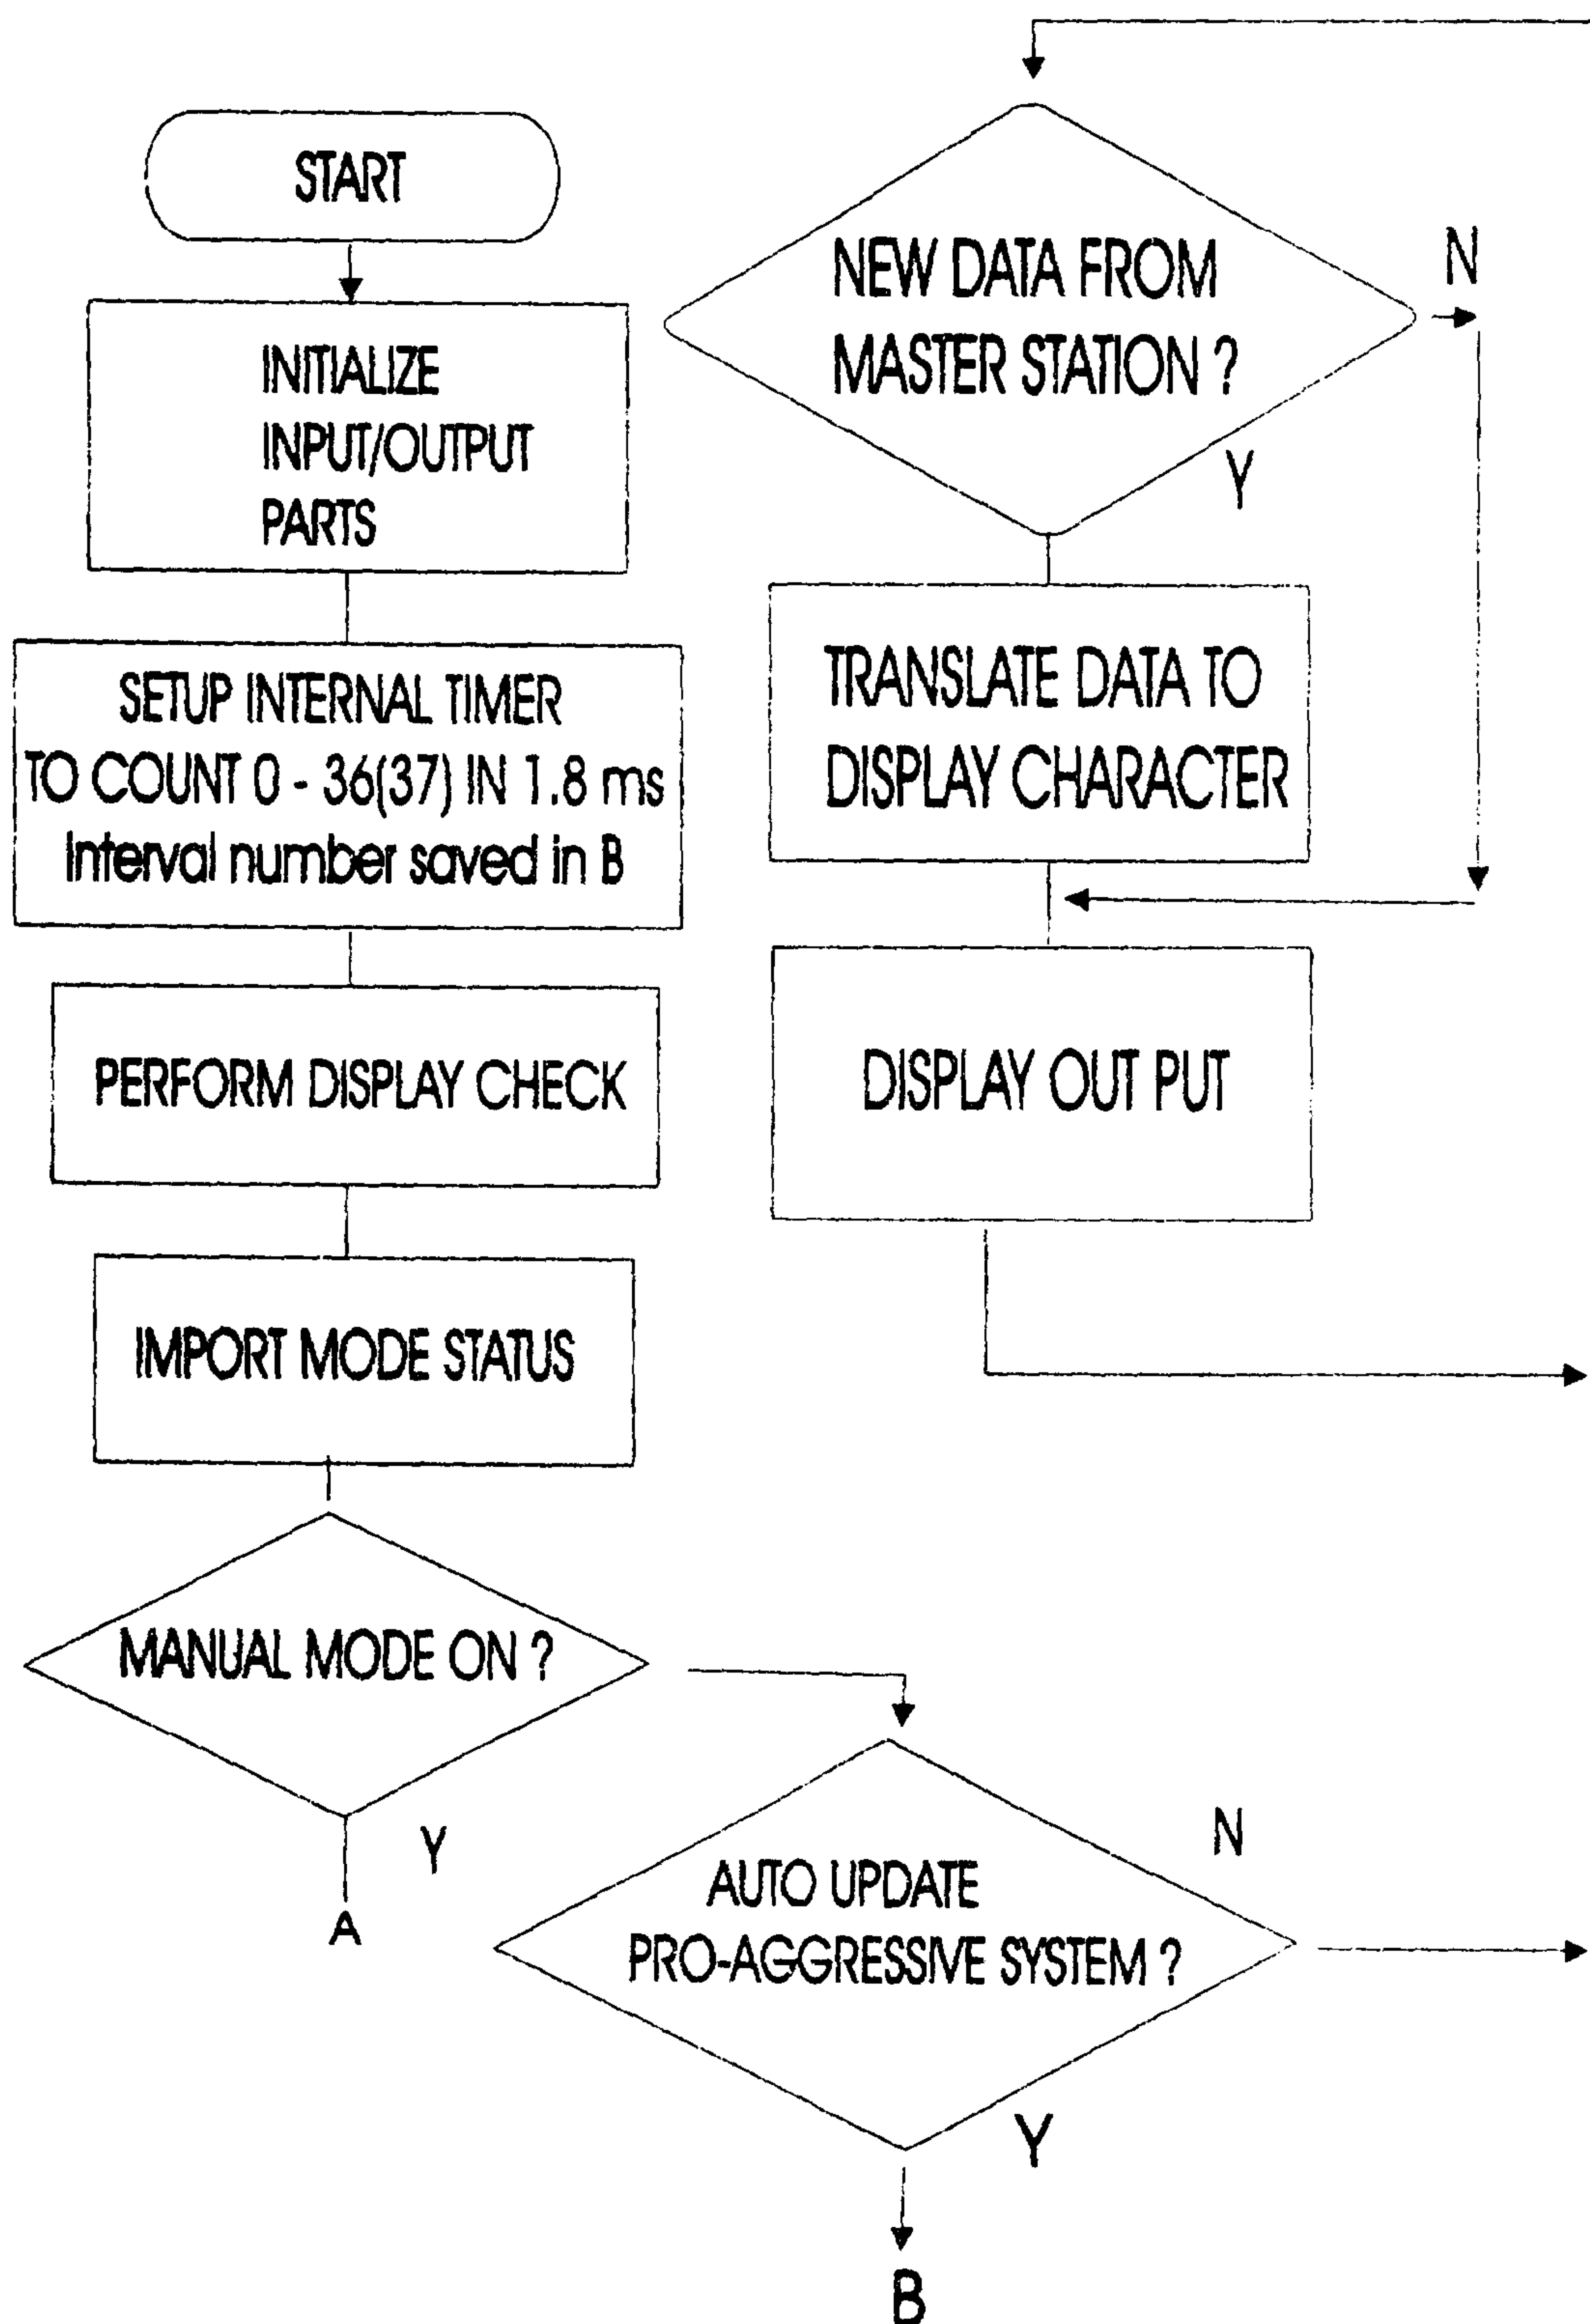 START
INITIALIZE
INPUT/OUTPUT
PARTS
SETUP INTERNAL TIMER
TO COUNT 0 - 36(37) IN 1.8 ms
Interval number saved in B
PERFORM DISPLAY CHECK
IMPORT MODE STATUS
MANUAL MODE ON ?
Y
A
AUTO UPDATE
PRO-AGGRESSIVE SYSTEM ?
N
Y
B
NEW DATA FROM
MASTER STATION ?
N
Y
TRANSLATE DATA TO
DISPLAY CHARACTER
DISPLAY OUT PUT